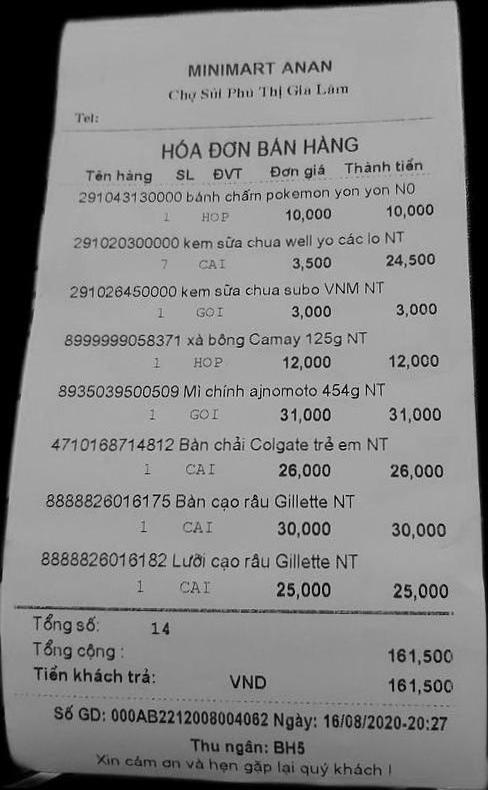 MINIMART ANAN
Chợ Sủi Phú Thị Gia Lâm
Tel:
HÓA ĐƠN BÁN HÀNG
Tên hàng SL ĐVT Đơn giá Thành tiền
291043130000 bánh chấm pokemon yon yon N0
1 HOP 10,000 10,000
291020300000 kem sữa chua well yo các lo NT
7 CAI 3,500 24,500
291026450000 kem sữa chua subo VNM NT
1 GOI 3,000 3,000
8999999058371 xà bông Camay 125g NT
1 HOP 12,000 12,000
8935039500509 Mì chính ajnomoto 454g NT
1 GOI 31,000 31,000
4710168714812 Bàn chải Colgate trẻ em NT
1 CAI 26,000 26,000
8888826016175 Bàn cạo râu Gillette NT
1 CAI 30,000 30,000
8888826016182 Lưỡi cạo râu Gillette NT
1 CAI 25,000 25,000
Tổng số: 14
Tổng cộng : 161,500
Tiền khách trả: VND 161,500
Số GD: 000AB2212008004062 Ngày: 16/08/2020-20:27
Thu ngân: BH5
Xin cảm ơn và hẹn gặp lại quý khách !